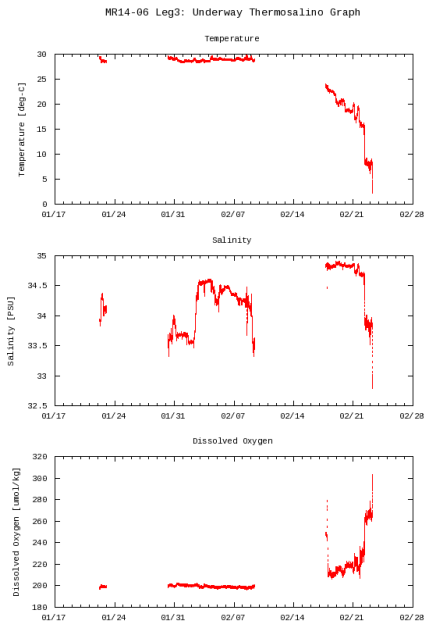 MR14-06 Leg3: Underway Thermosalino Graph
Temperature
Temperature [deg-C]
30
25
20
15
10
5
0
01/17 01/24 01/31 02/07 02/14 02/21 02/28
Salinity
Salinity [PSU]
35
34.5
34
33.5
33
32.5
01/17 01/24 01/31 02/07 02/14 02/21 02/28
Dissolved Oxygen
Dissolved Oxygen [umol/kg]
320
300
280
260
240
220
200
180
01/17 01/24 01/31 02/07 02/14 02/21 02/28